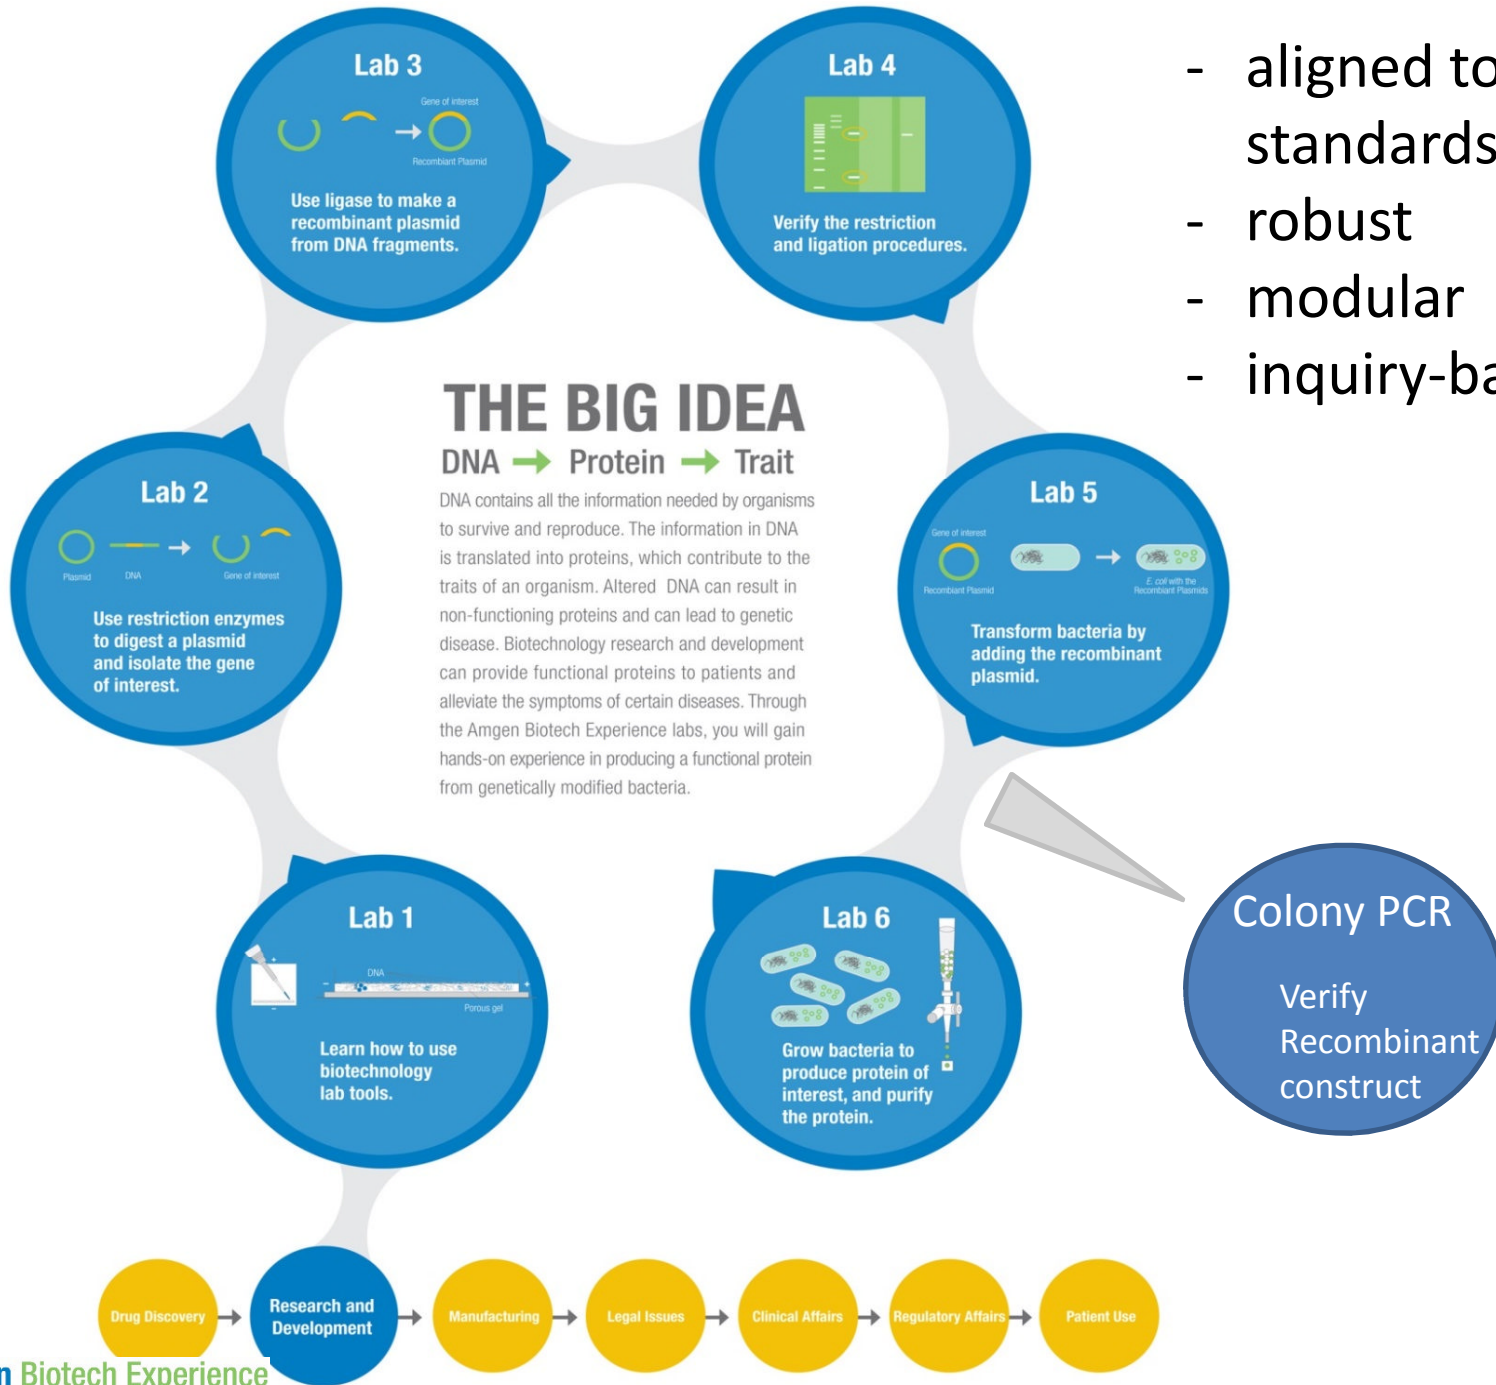 Lab 3
Gene of interest
Recombiant Plasmid
Use ligase to make a
recombinant plasmid
from DNA fragments.
Lab 4
Verify the restriction
and ligation procedures.
- aligned to
standards
- robust
- modular
- inquiry-ba
THE BIG IDEA
DNA → Protein → Trait
DNA contains all the information needed by organisms
to survive and reproduce. The information in DNA
is translated into proteins, which contribute to the
traits of an organism. Altered DNA can result in
non-functioning proteins and can lead to genetic
disease. Biotechnology research and development
can provide functional proteins to patients and
alleviate the symptoms of certain diseases. Through
the Amgen Biotech Experience labs, you will gain
hands-on experience in producing a functional protein
from genetically modified bacteria.
Lab 2
Plasmid
DNA
Gene of interest
Use restriction enzymes
to digest a plasmid
and isolate the gene
of interest.
Lab 5
Gene of interest
Recombiant Plasmid
E. coli with the
Recombiant Plasmids
Transform bacteria by
adding the recombinant
plasmid.
Lab 1
+
-
DNA
-
+
Porous gel
Learn how to use
biotechnology
lab tools.
Lab 6
Grow bacteria to
produce protein of
interest, and purify
the protein.
Colony PCR
Verify
Recombinant
construct
Drug Discovery
Research and
Development
Manufacturing
Legal Issues
Clinical Affairs
Regulatory Affairs
Patient Use
n Biotech Experience